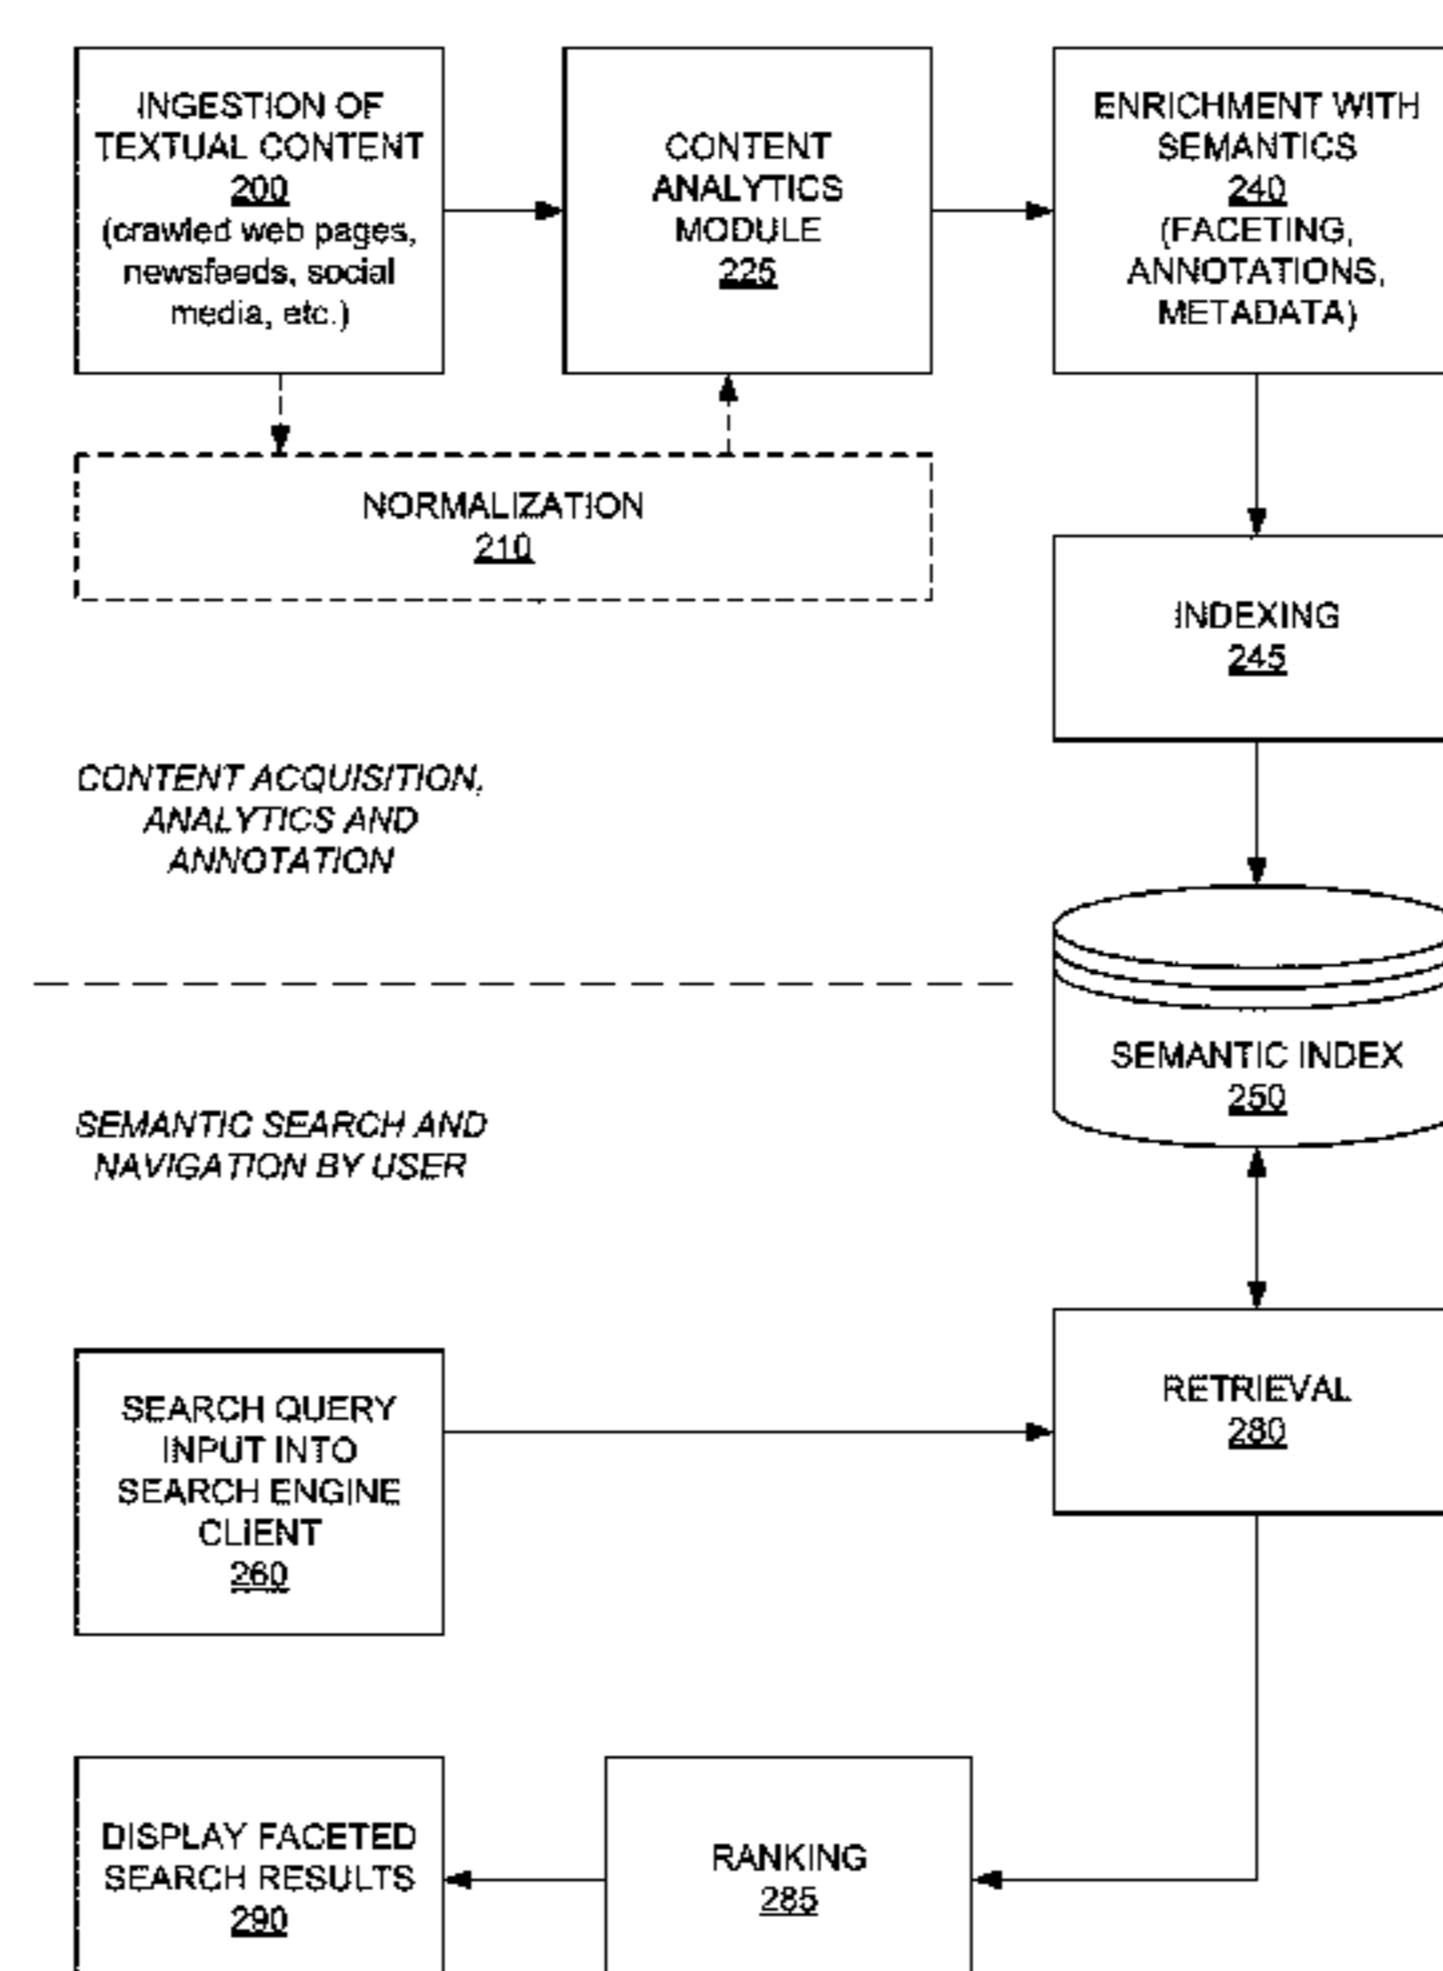 INGESTION OF
TEXTUAL CONTENT
200
(crawled web pages,
newsfeeds, social
media, etc.)
CONTENT
ANALYTICS
MODULE
225
ENRICHMENT WITH
SEMANTICS
240
(FACETING,
ANNOTATIONS,
METADATA)
NORMALIZATION
210
INDEXING
245
CONTENT ACQUISITION,
ANALYTICS AND
ANNOTATION
SEMANTIC INDEX
250
SEMANTIC SEARCH AND
NAVIGATION BY USER
SEARCH QUERY
INPUT INTO
SEARCH ENGINE
CLIENT
260
RETRIEVAL
280
DISPLAY FACETED
SEARCH RESULTS
290
RANKING
285